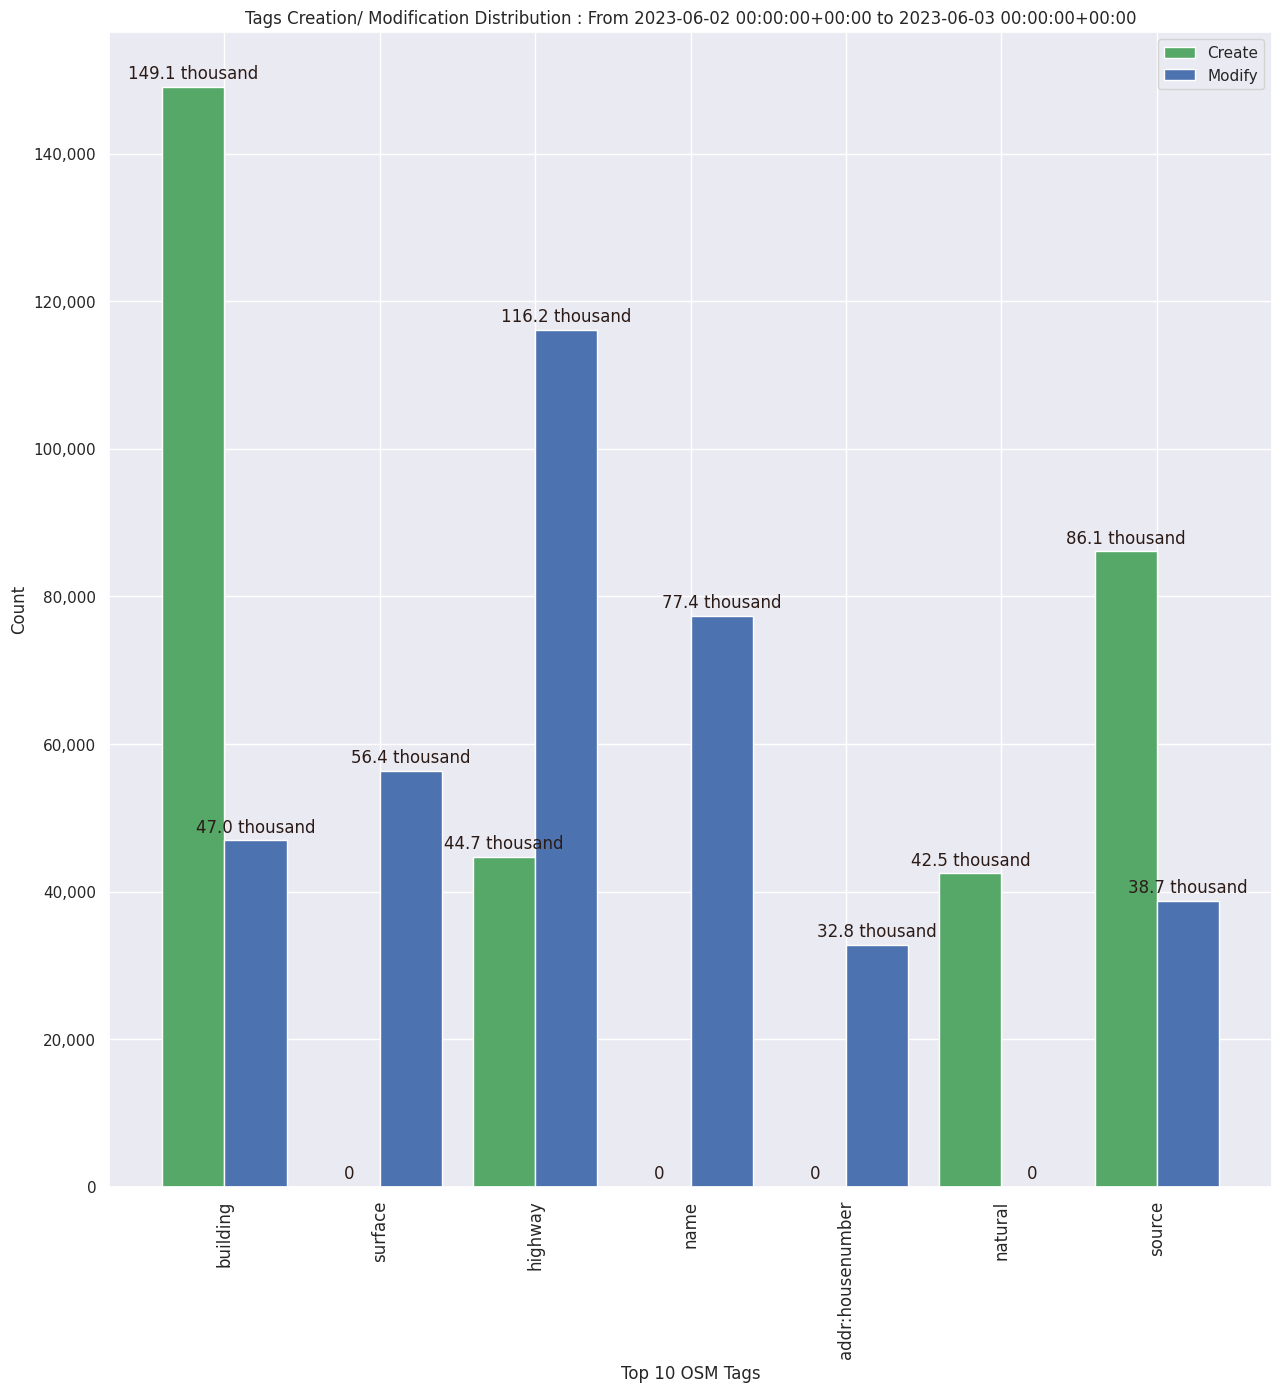 Tags Creation/ Modification Distribution : From 2023-06-02 00:00:00+00:00 to 2023-06-03 00:00:00+00:00
Create
Modify
149.1 thousand
140,000
120,000
116.2 thousand
100,000
86.1 thousand
80,000
77.4 thousand
Count
60,000
56.4 thousand
47.0 thousand
44.7 thousand
42.5 thousand
40,000
38.7 thousand
32.8 thousand
20,000
0
0
0
0
0
building
surface
highway
name
addr:housenumber
natural
source
Top 10 OSM Tags